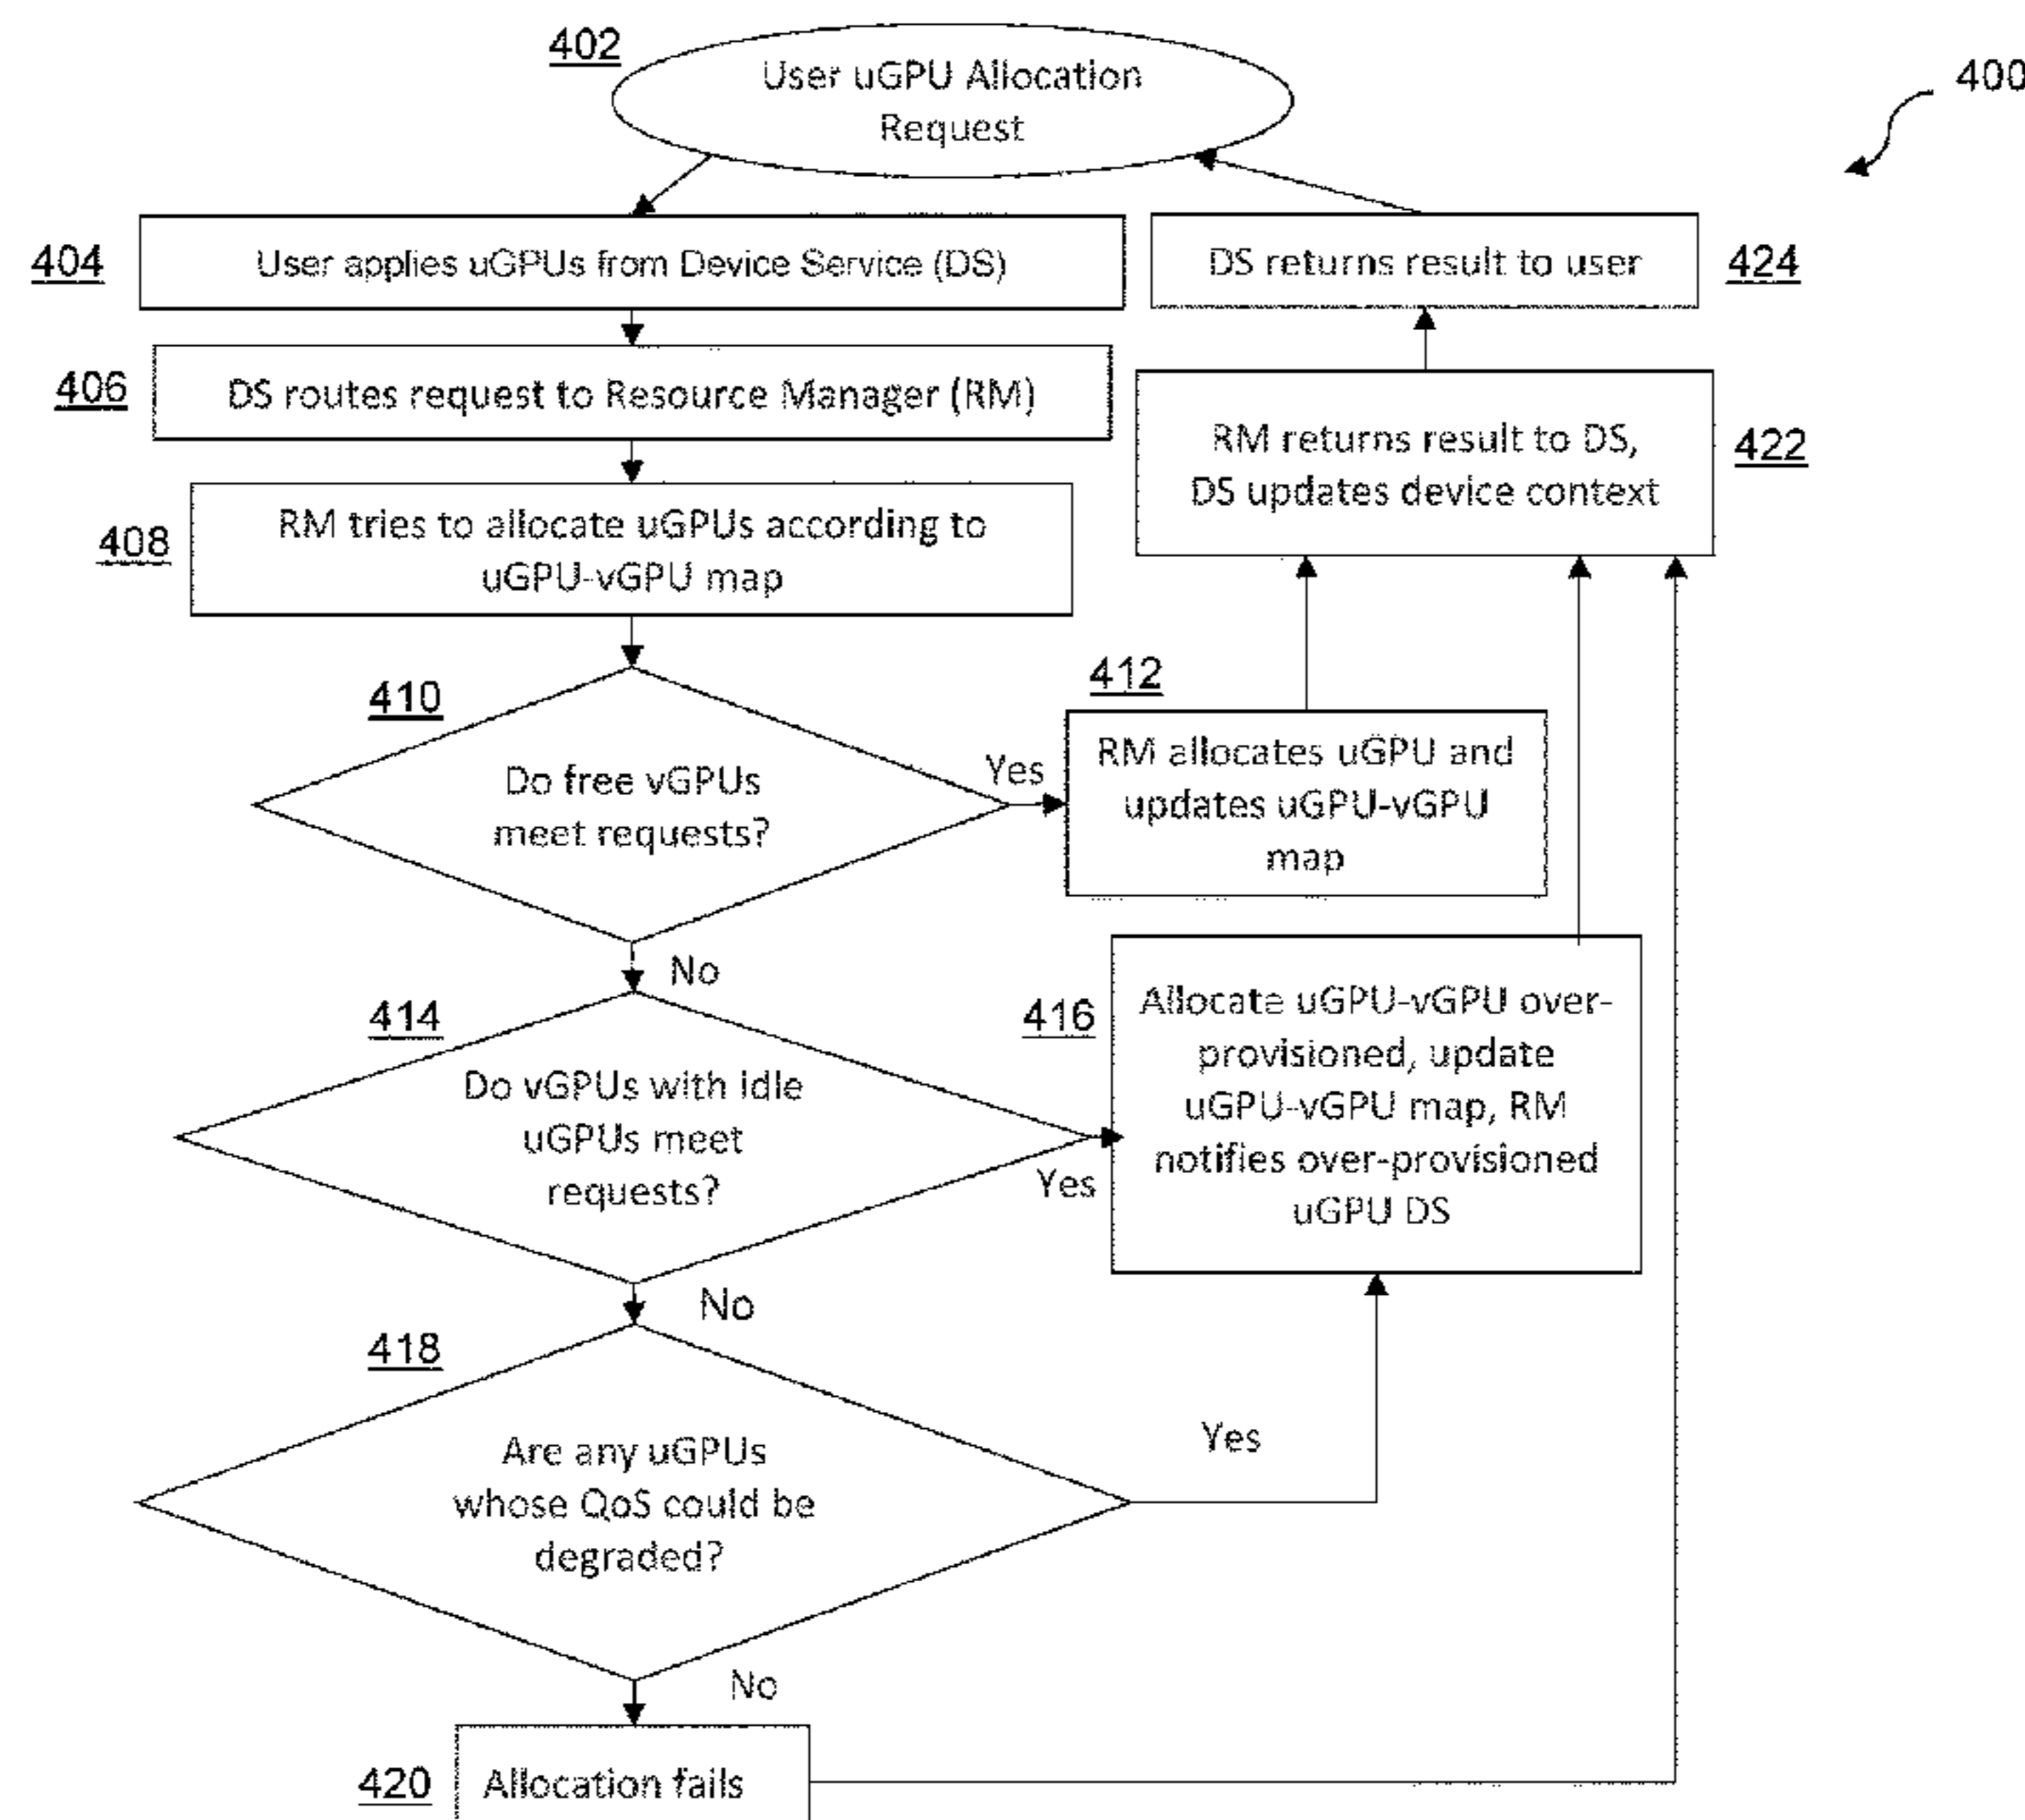 402
User uGPU Allocation
Request
400
404
User applies uGPUs from Device Service (DS)
DS returns result to user
424
406
DS routes request to Resource Manager (RM)
RM returns result to DS,
DS updates device context
422
408
RM tries to allocate uGPUs according to
uGPU-vGPU map
410
Do free vGPUs
meet requests?
Yes
412
RM allocates uGPU and
updates uGPU-vGPU
map
No
414
Do vGPUs with idle
uGPUs meet
requests?
Yes
416
Allocate uGPU-vGPU over-
provisioned, update
uGPU-vGPU map, RM
notifies over-provisioned
uGPU DS
No
418
Are any uGPUs
whose QoS could be
degraded?
Yes
No
420
Allocation fails